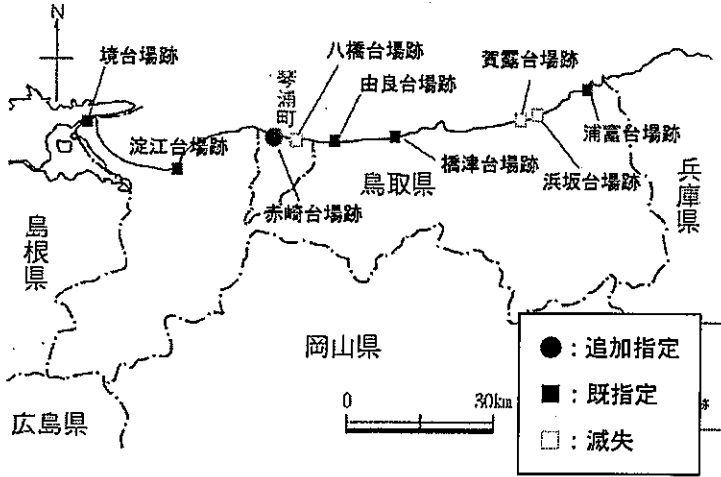 N
境台場跡
淀江台場跡
琴浦町
八橋台場跡
由良台場跡
赤崎台場跡
橋津台場跡
賀露台場跡
浜坂台場跡
浦富台場跡
鳥取県
兵庫県
島根県
岡山県
広島県
0 30km
●：追加指定
■：既指定
□：滅失
跡